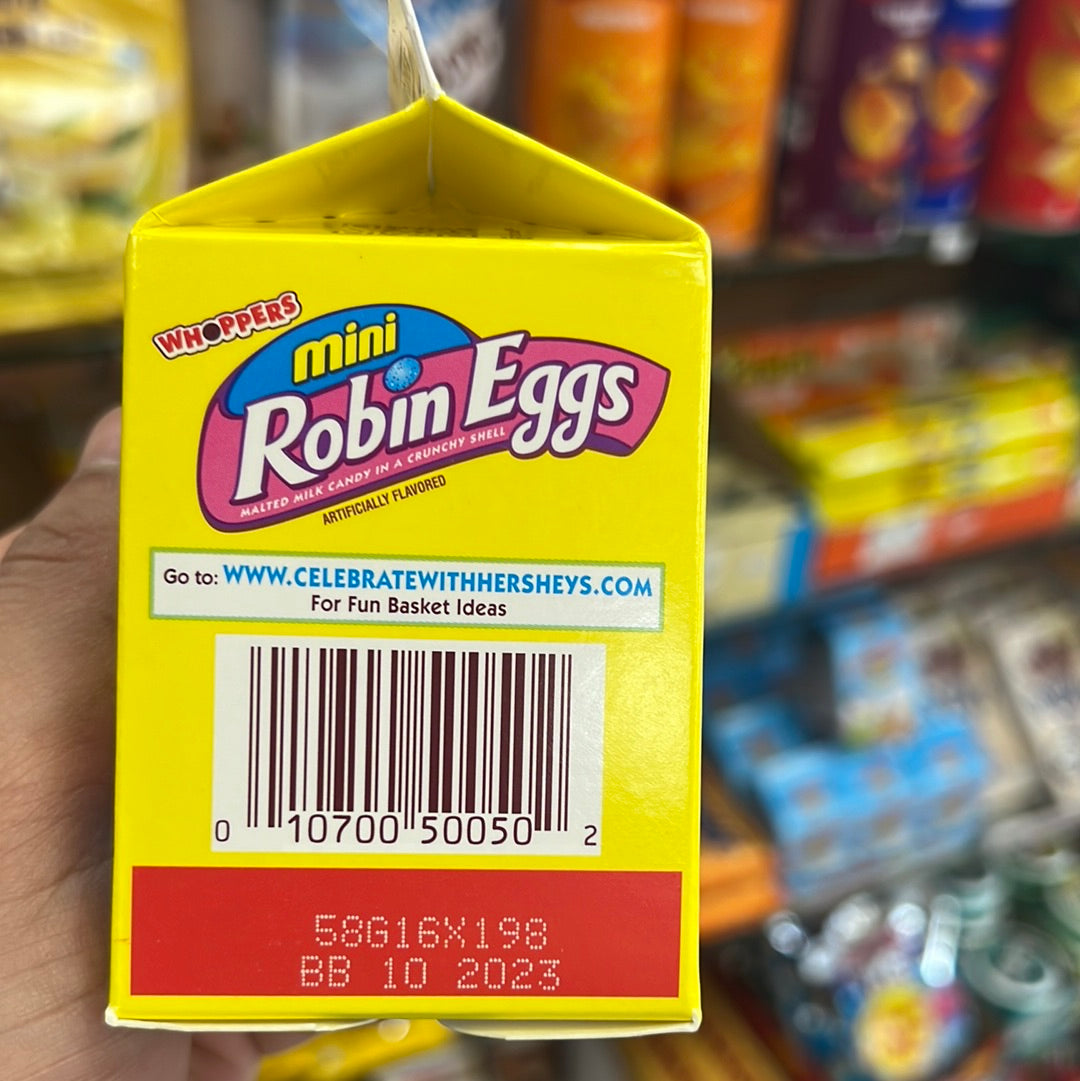 WHOPPERS
mini
Robin Eggs
MALTED MILK CANDY IN A CRUNCHY SHELL
ARTIFICIALLY FLAVORED
Go to: WWW.CELEBRATEWITHHERSHEYS.COM
For Fun Basket Ideas
0 10700 50050 2
58G16X198
BB 10 2023